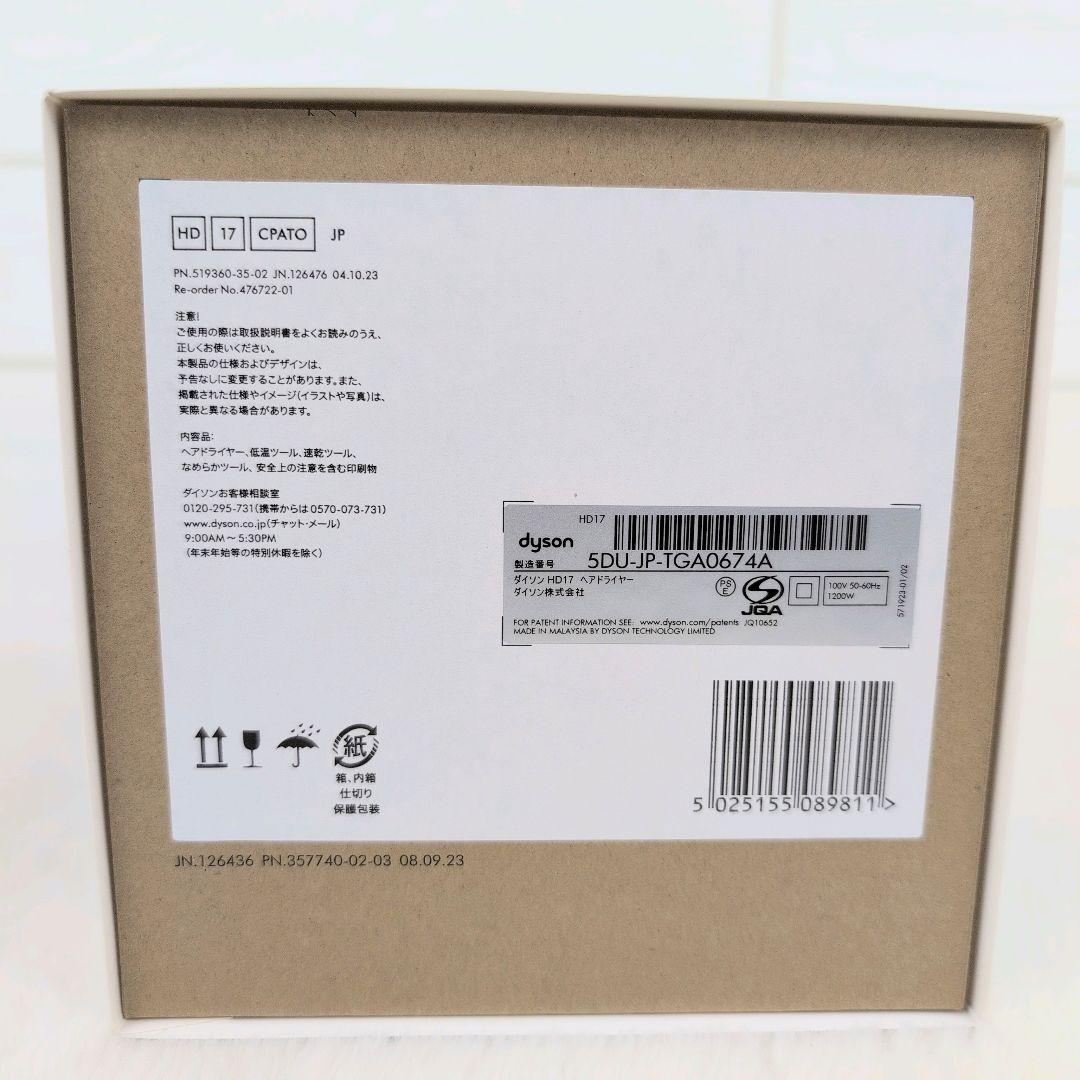 HD 17 CPATO JP
PN.519360-35-02 JN.126476 04.10.23
Re-order No.476722-01
注意!
ご使用の際は取扱説明書をよくお読みのうえ、
正しくお使いください。
本製品の仕様およびデザインは、
予告なしに変更することがあります。また、
掲載された仕様やイメージ(イラストや写真)は、
実際と異なる場合があります。
内容品:
ヘアドライヤー、低温ツール、速乾ツール、
なめらかツール、安全上の注意を含む印刷物
ダイソンお客様相談室
0120-295-731(携帯からは0570-073-731)
www.dyson.co.jp(チャット・メール)
9:00AM～5:30PM
(年末年始等の特別休暇を除く)
HD17
dyson
製造番号 5DU-JP-TGA0674A
ダイソン HD17 ヘアドライヤー
ダイソン株式会社
PS E
JQA
100V 50-60Hz
1200W
571923-01/02
FOR PATENT INFORMATION SEE: www.dyson.com/patents JQ10652
MADE IN MALAYSIA BY DYSON TECHNOLOGY LIMITED
紙
箱、内箱
仕切り
保護包装
5 025155 089811 >
JN.126436 PN.357740-02-03 08.09.23